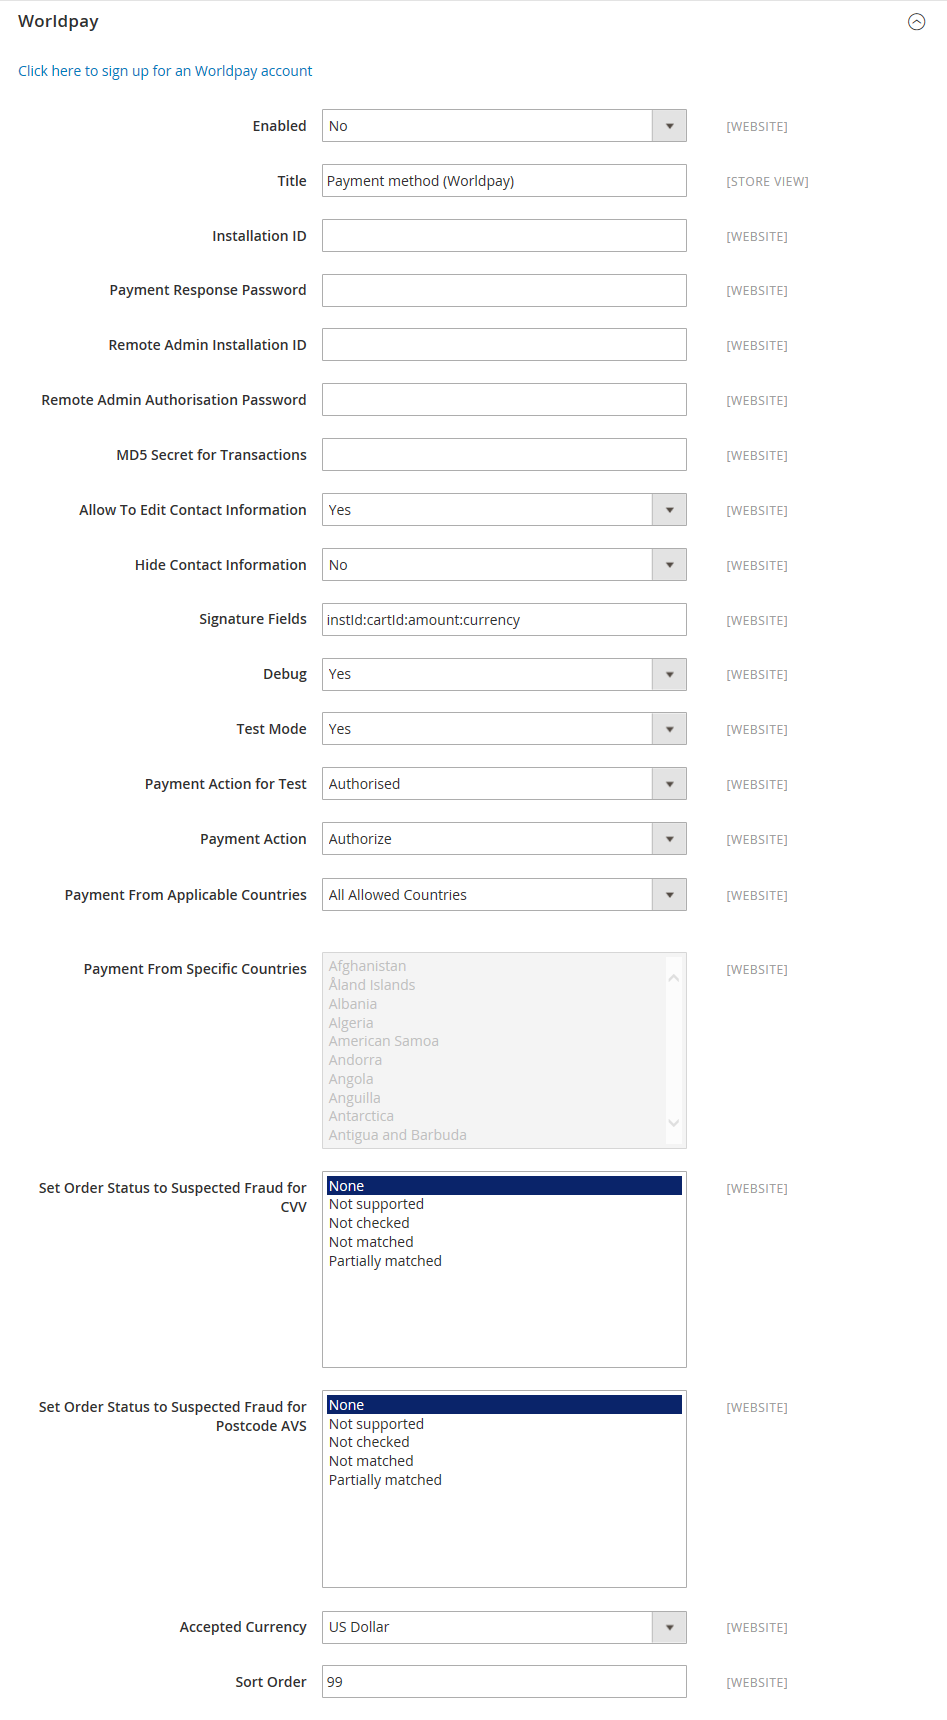 Worldpay
Click here to sign up for an Worldpay account
Enabled No [WEBSITE]
Title Payment method (Worldpay) [STORE VIEW]
Installation ID [WEBSITE]
Payment Response Password [WEBSITE]
Remote Admin Installation ID [WEBSITE]
Remote Admin Authorisation Password [WEBSITE]
MD5 Secret for Transactions [WEBSITE]
Allow To Edit Contact Information Yes [WEBSITE]
Hide Contact Information No [WEBSITE]
Signature Fields instId:cartId:amount:currency [WEBSITE]
Debug Yes [WEBSITE]
Test Mode Yes [WEBSITE]
Payment Action for Test Authorised [WEBSITE]
Payment Action Authorize [WEBSITE]
Payment From Applicable Countries All Allowed Countries [WEBSITE]
Payment From Specific Countries Afghanistan [WEBSITE]
Åland Islands
Albania
Algeria
American Samoa
Andorra
Angola
Anguilla
Antarctica
Antigua and Barbuda
Set Order Status to Suspected Fraud for None [WEBSITE]
CVV Not supported
Not checked
Not matched
Partially matched
Set Order Status to Suspected Fraud for None [WEBSITE]
Postcode AVS Not supported
Not checked
Not matched
Partially matched
Accepted Currency US Dollar [WEBSITE]
Sort Order 99 [WEBSITE]